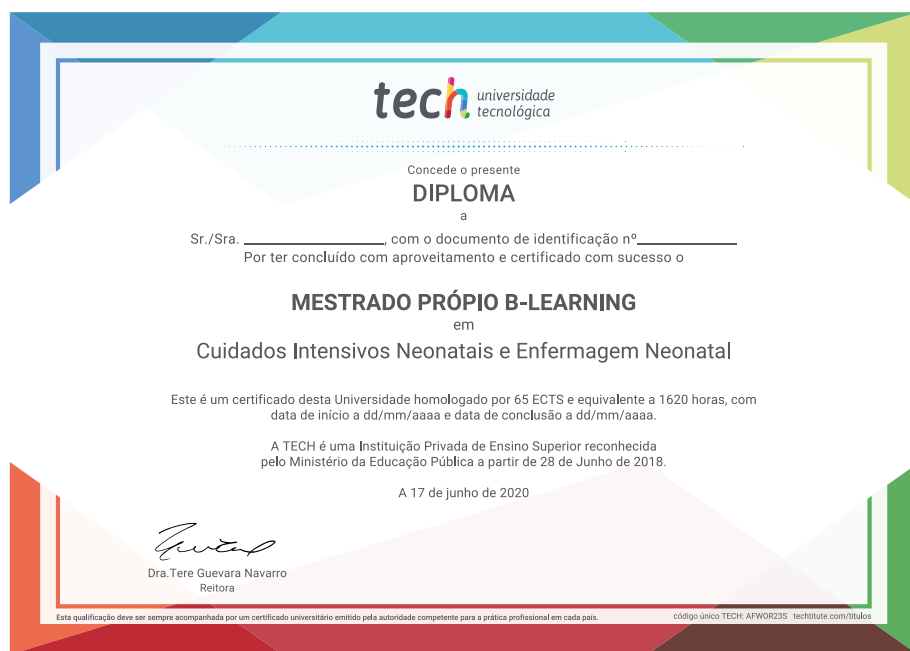 tech universidade
tecnológica
Concede o presente
DIPLOMA
a
Sr./Sra. ________________, com o documento de identificação nº____________
Por ter concluído com aproveitamento e certificado com sucesso o
MESTRADO PRÓPIO B-LEARNING
em
Cuidados Intensivos Neonatais e Enfermagem Neonatal
Este é um certificado desta Universidade homologado por 65 ECTS e equivalente a 1620 horas, com
data de início a dd/mm/aaaa e data de conclusão a dd/mm/aaaa.
A TECH é uma Instituição Privada de Ensino Superior reconhecida
pelo Ministério da Educação Pública a partir de 28 de Junho de 2018.
A 17 de junho de 2020
Dra.Tere Guevara Navarro
Reitora
Esta qualificação deve ser sempre acompanhada por um certificado universitário emitido pela autoridade competente para a prática profissional em cada país.
código único TECH: AFWOR23S techtitute.com/titulos